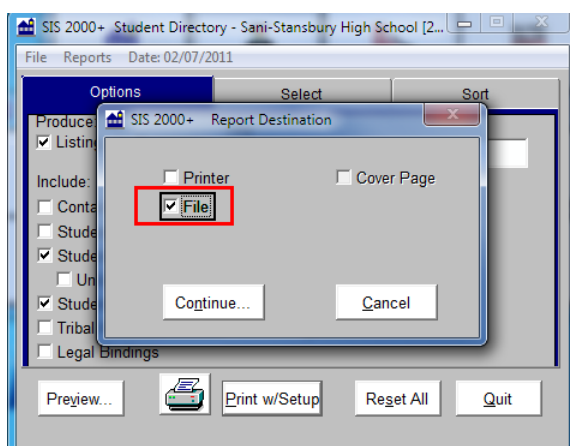 SIS 2000+ Student Directory - Sani-Stansbury High School [2...
File Reports Date: 02/07/2011
Options Select Sort
Produce
Listin
SIS 2000+ Report Destination
Printer Cover Page
File
Continue... Cancel
Include:
Conta
Stude
Stude
Un
Stude
Tribal
Legal Bindings
Preview... Print w/Setup Reset All Quit